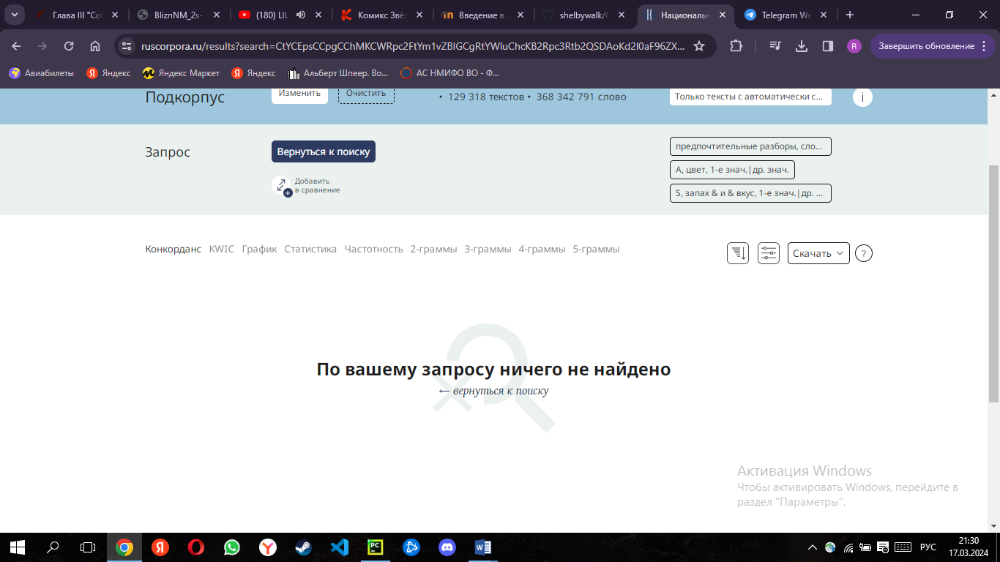 Глава III "Со
BliznNM_2s-
(180) LIL
Комикс Звёз
Введение в
shelbywalk/
Националь
Telegram We
ruscorpora.ru/results?search=CtYCEpsCCpgCChMKCWRpc2FtYm1vZBIGCgRtYWluChcKB2Rpc3Rtb2QSDAoKd2l0aF96ZX...
R
Завершить обновление
Авиабилеты
Яндекс
Яндекс Маркет
Яндекс
Альберт Шпеер. Во...
АС НМИФО ВО - Ф...
Подкорпус
Изменить
Очистить
• 129 318 текстов • 368 342 791 слово
Только тексты с автоматически с...
i
Запрос
Вернуться к поиску
Добавить
в сравнение
предпочтительные разборы, сло...
A, цвет, 1-е знач.|др. знач.
S, запах & и & вкус, 1-е знач.|др. ...
Конкорданс KWIC График Статистика Частотность 2-граммы 3-граммы 4-граммы 5-граммы
Скачать
?
По вашему запросу ничего не найдено
← вернуться к поиску
Активация Windows
Чтобы активировать Windows, перейдите в
раздел "Параметры".
РУС
21:30
17.03.2024